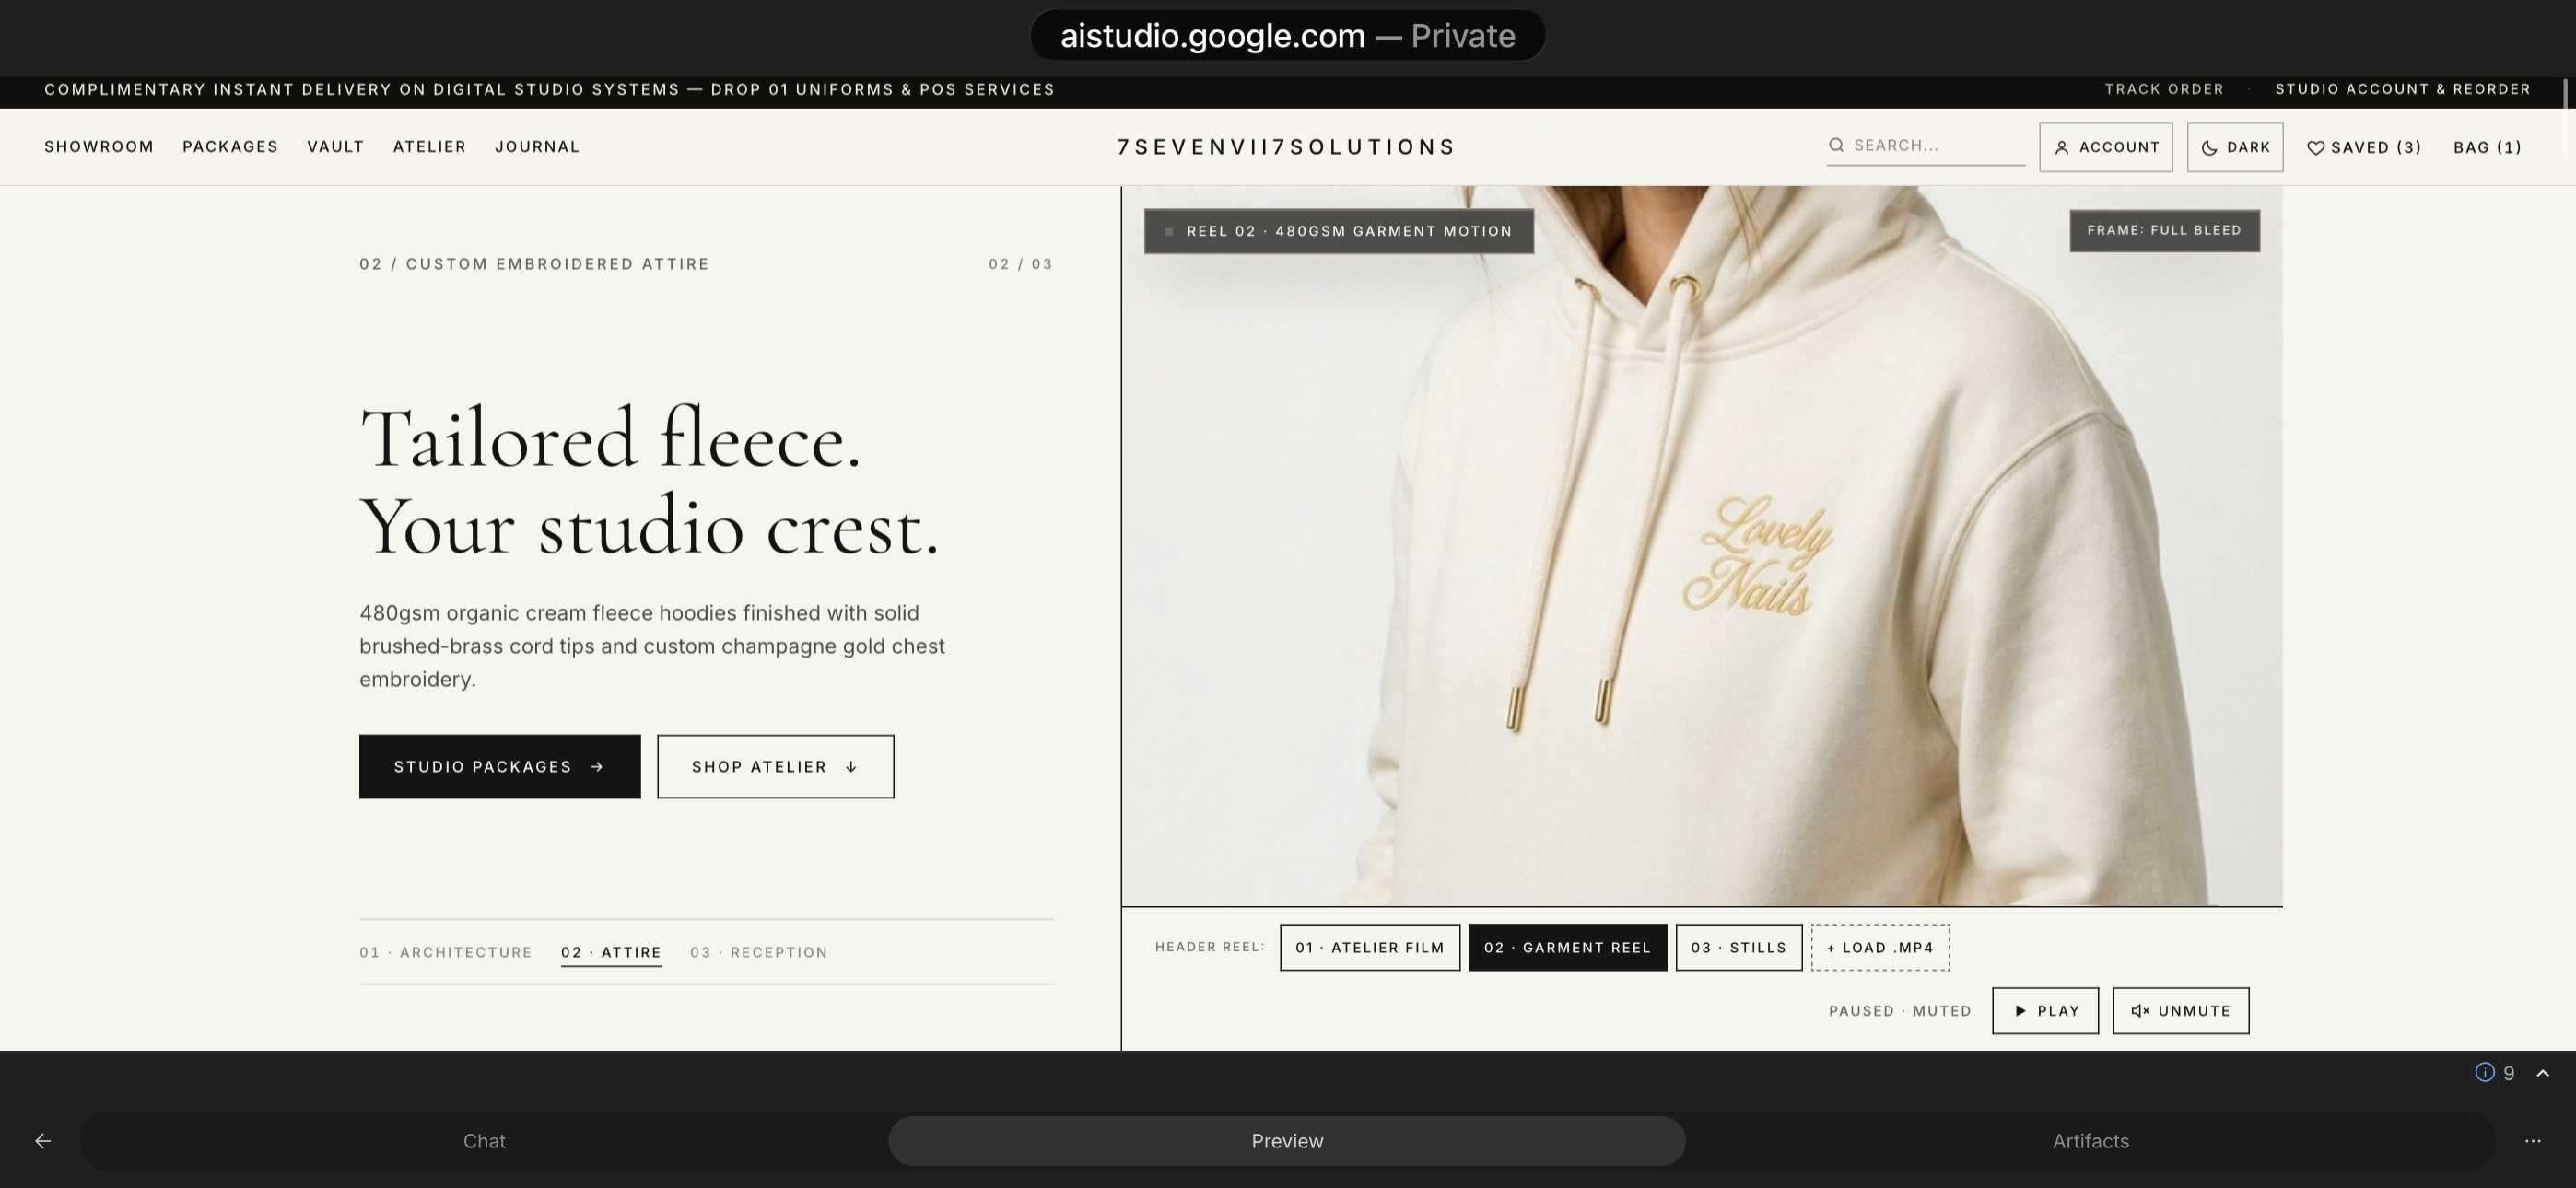 aistudio.google.com — Private
COMPLIMENTARY INSTANT DELIVERY ON DIGITAL STUDIO SYSTEMS — DROP 01 UNIFORMS & POS SERVICES
TRACK ORDER · STUDIO ACCOUNT & REORDER
SHOWROOM PACKAGES VAULT ATELIER JOURNAL
7SEVENVII7SOLUTIONS
SEARCH... ACCOUNT DARK SAVED (3) BAG (1)
02 / CUSTOM EMBROIDERED ATTIRE 02 / 03
Tailored fleece.
Your studio crest.
480gsm organic cream fleece hoodies finished with solid
brushed-brass cord tips and custom champagne gold chest
embroidery.
STUDIO PACKAGES → SHOP ATELIER ↓
01 · ARCHITECTURE 02 · ATTIRE 03 · RECEPTION
REEL 02 · 480GSM GARMENT MOTION
FRAME: FULL BLEED
Lovely
Nails
HEADER REEL: 01 · ATELIER FILM 02 · GARMENT REEL 03 · STILLS + LOAD .MP4
PAUSED · MUTED PLAY UNMUTE
9
Chat Preview Artifacts